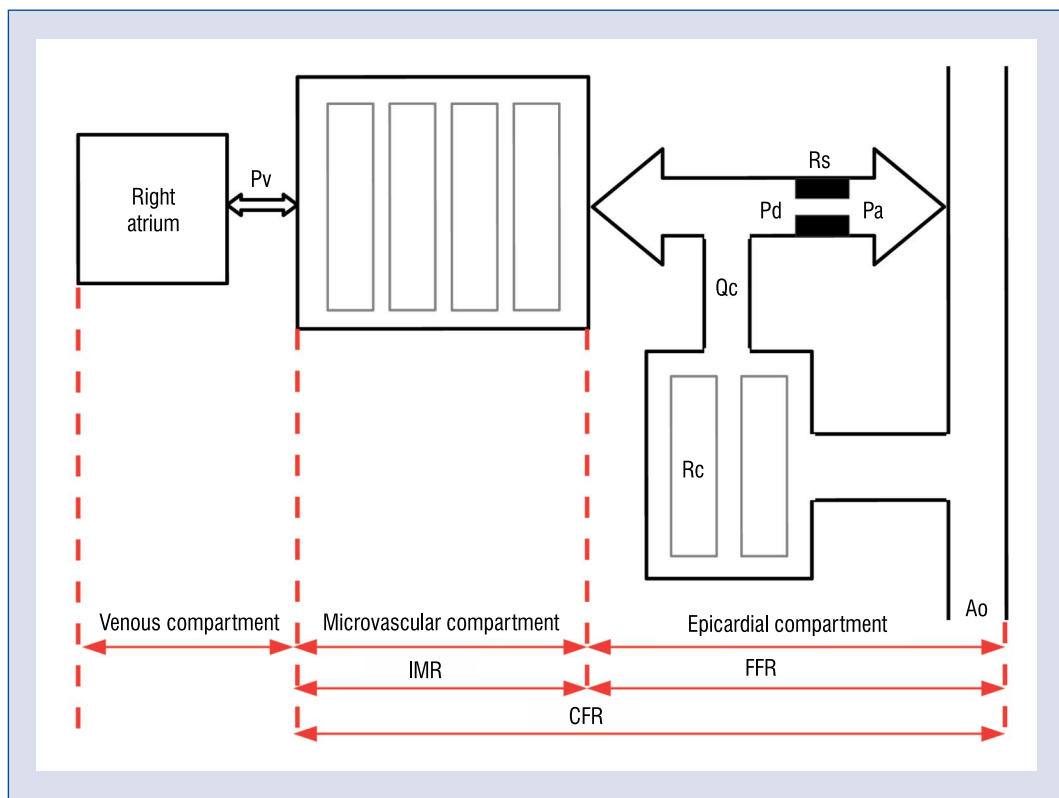 Right
atrium
Pv
Rs
Pd
Pa
Qc
Rc
Ao
Venous compartment
Microvascular compartment
Epicardial compartment
IMR
FFR
CFR